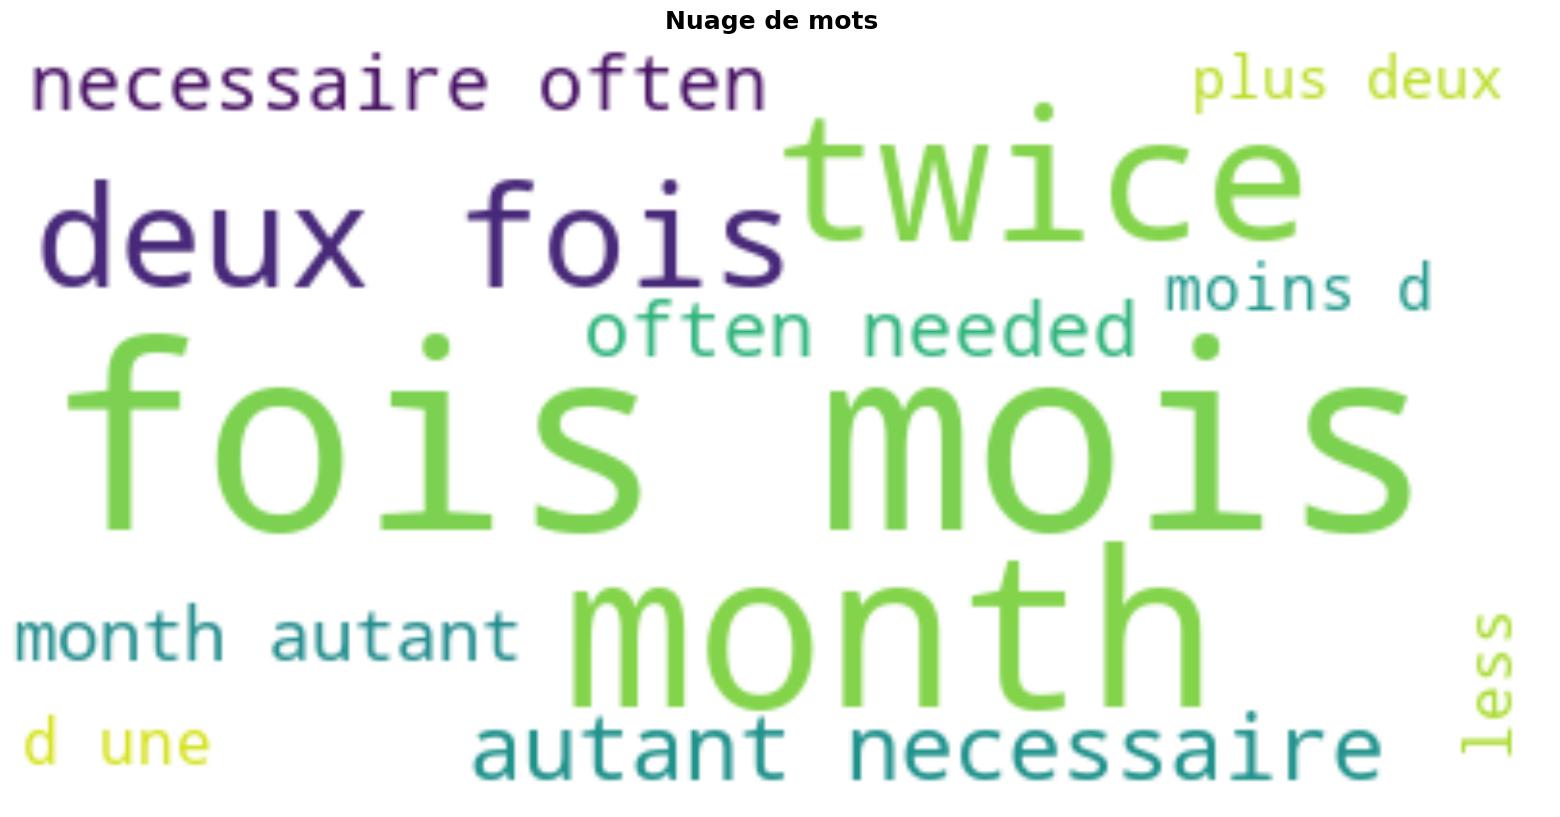 Nuage de mots
necessaire often
plus deux
twice
deux fois
moins d
often needed
fois mois
month
month autant
less
d une
autant necessaire